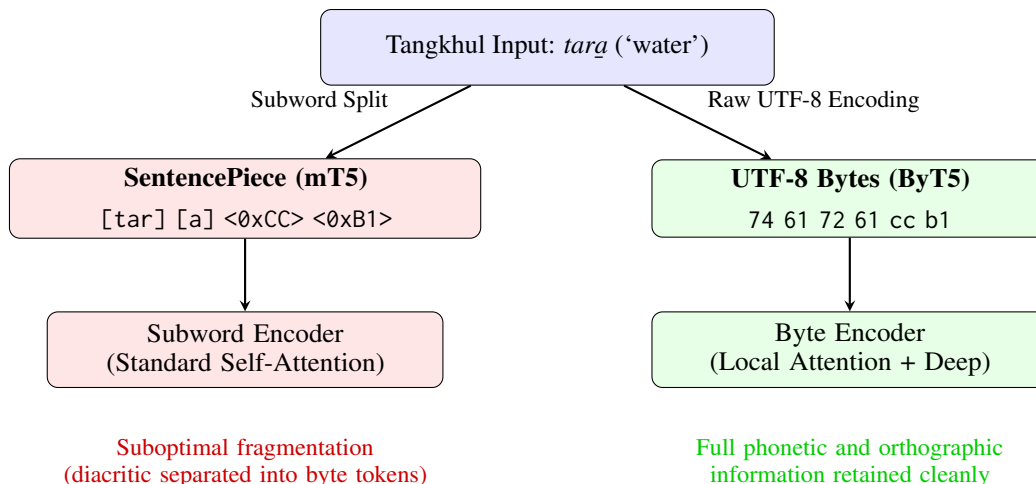 Tangkhul Input: tara̱ (‘water’)
Subword Split
Raw UTF-8 Encoding
SentencePiece (mT5)
[tar] [a] <0xCC> <0xB1>
UTF-8 Bytes (ByT5)
74 61 72 61 cc b1
Subword Encoder
(Standard Self-Attention)
Byte Encoder
(Local Attention + Deep)
Suboptimal fragmentation
(diacritic separated into byte tokens)
Full phonetic and orthographic
information retained cleanly